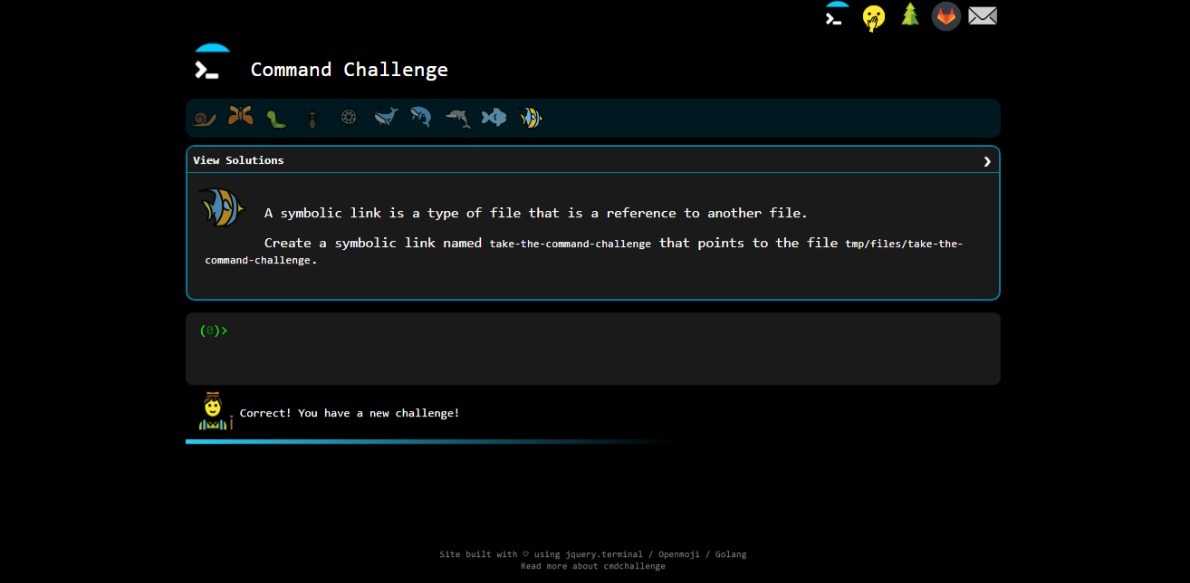 Command Challenge
View Solutions
A symbolic link is a type of file that is a reference to another file.
Create a symbolic link named take-the-command-challenge that points to the file tmp/files/take-the-
command-challenge.
(0)>
Correct! You have a new challenge!
Site built with ♡ using jquery.terminal / Openmoji / Golang
Read more about cmdchallenge